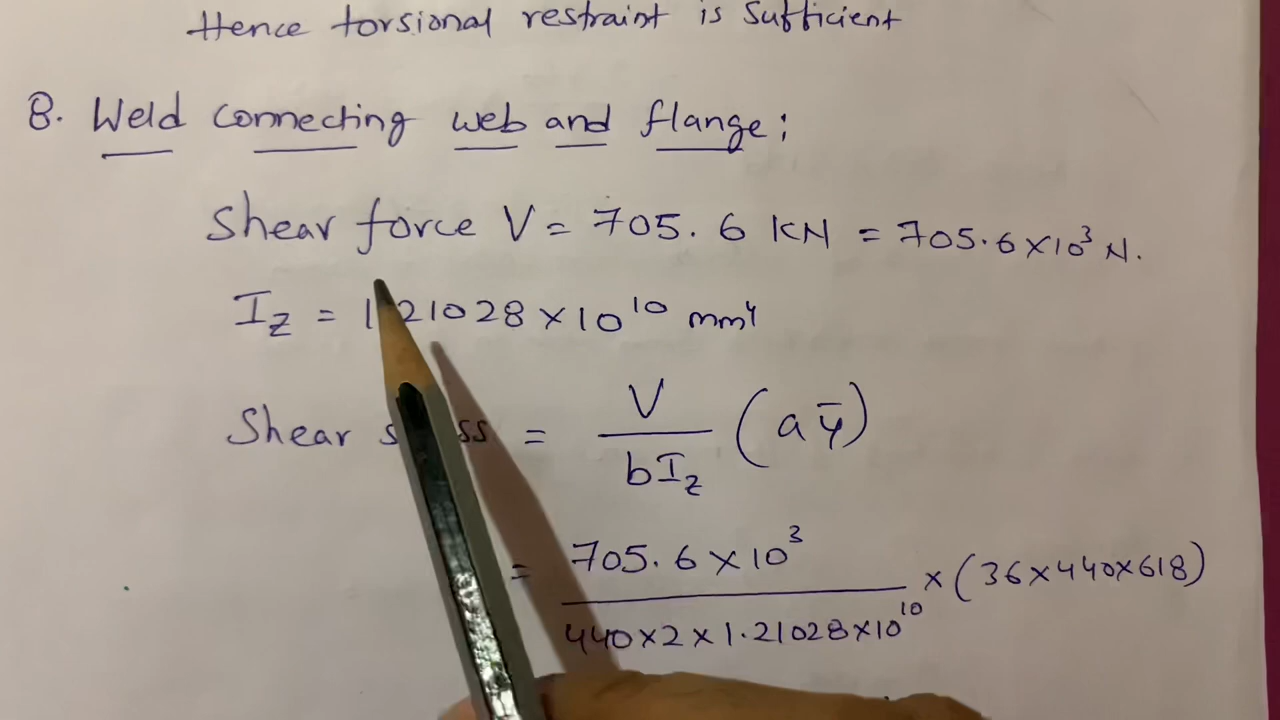 Hence torsional restraint is sufficient
8. Weld connecting web and flange:
Shear force V = 705.6 KN = 705.6×10³ N.
I_z = 1.21028×10¹⁰ mm⁴
Shear = V / bI_z (aȳ)
= 705.6×10³ / 440×2×1.21028×10¹⁰ × (36×440×618)